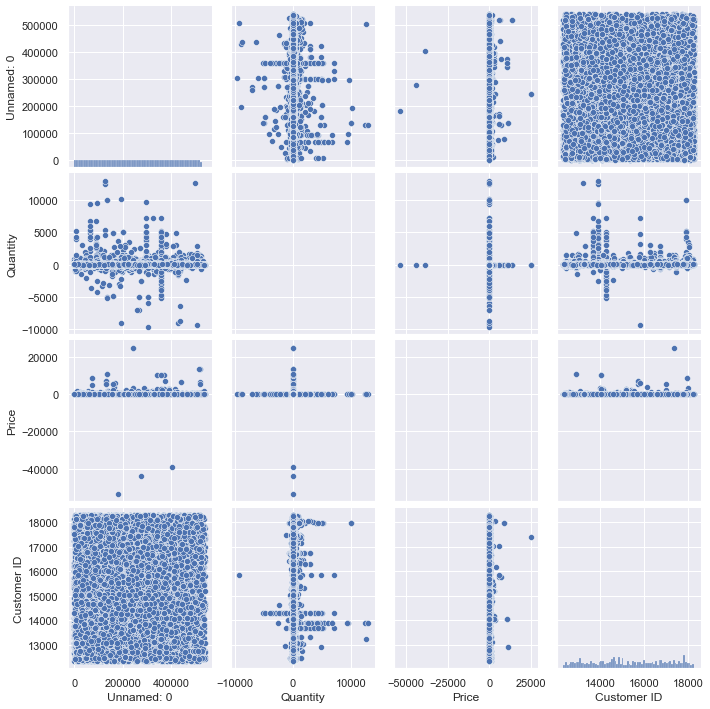 500000
400000
300000
200000
100000
0
Unnamed: 0
10000
5000
0
−5000
−10000
Quantity
20000
0
−20000
−40000
Price
18000
17000
16000
15000
14000
13000
Customer ID
0 200000 400000
Unnamed: 0
−10000 0 10000
Quantity
−50000 −25000 0 25000
Price
14000 16000 18000
Customer ID